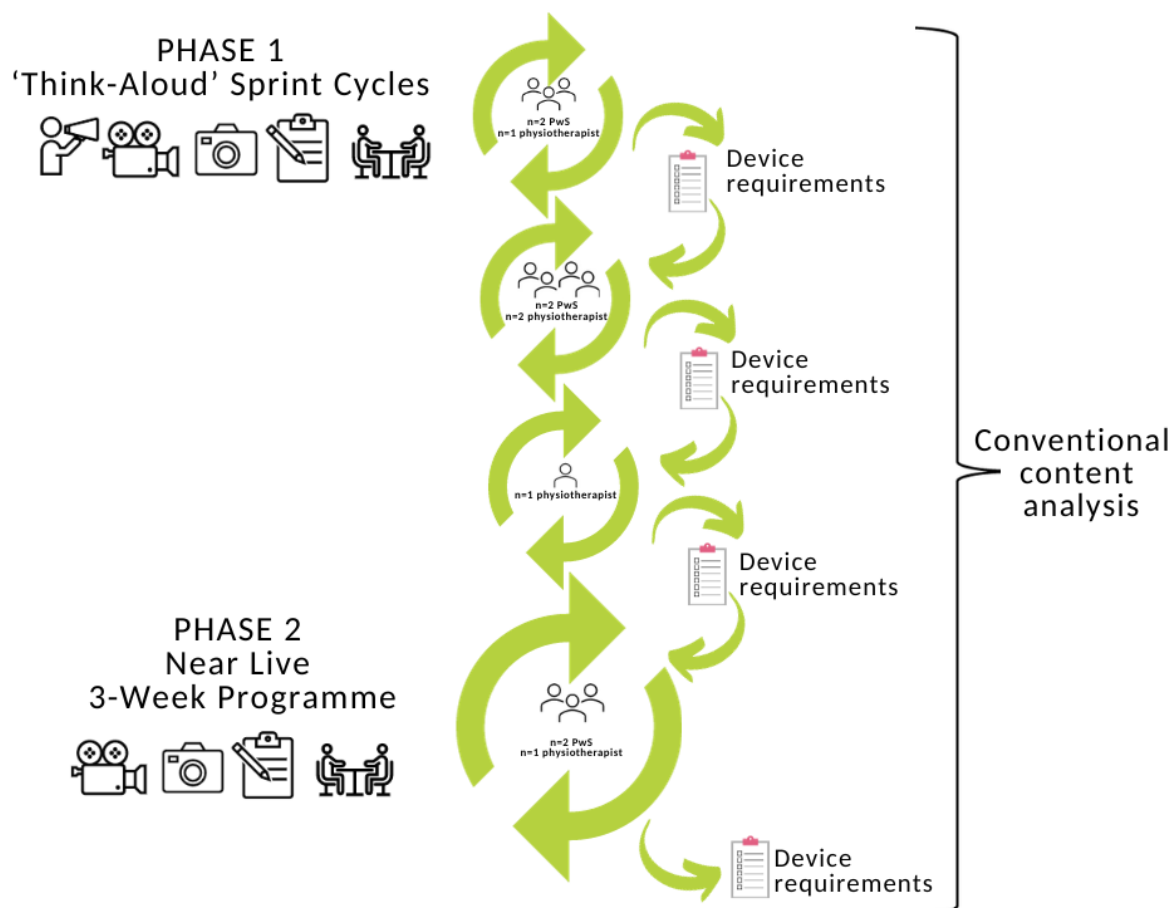 PHASE 1
‘Think-Aloud’ Sprint Cycles
n=2 PwS
n=1 physiotherapist
Device
requirements
n=2 PwS
n=2 physiotherapist
Device
requirements
n=1 physiotherapist
Device
requirements
PHASE 2
Near Live
3-Week Programme
n=2 PwS
n=1 physiotherapist
Device
requirements
Conventional
content
analysis